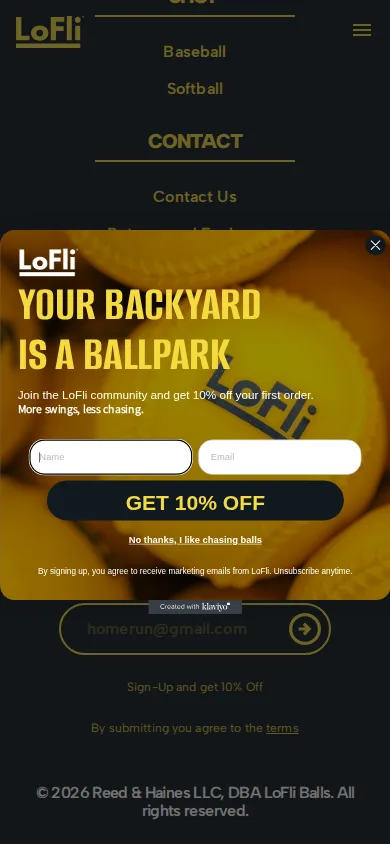 LoFli
Baseball
Softball
CONTACT
Contact Us
LoFli
YOUR BACKYARD
IS A BALLPARK
Join the LoFli community and get 10% off your first order.
More swings, less chasing.
LoFli
Name
Email
GET 10% OFF
No thanks, I like chasing balls
By signing up, you agree to receive marketing emails from LoFli. Unsubscribe anytime.
Created with klaviyo
homerun@gmail.com
Sign-Up and get 10% Off
By submitting you agree to the terms
© 2026 Reed & Haines LLC, DBA LoFli Balls. All
rights reserved.